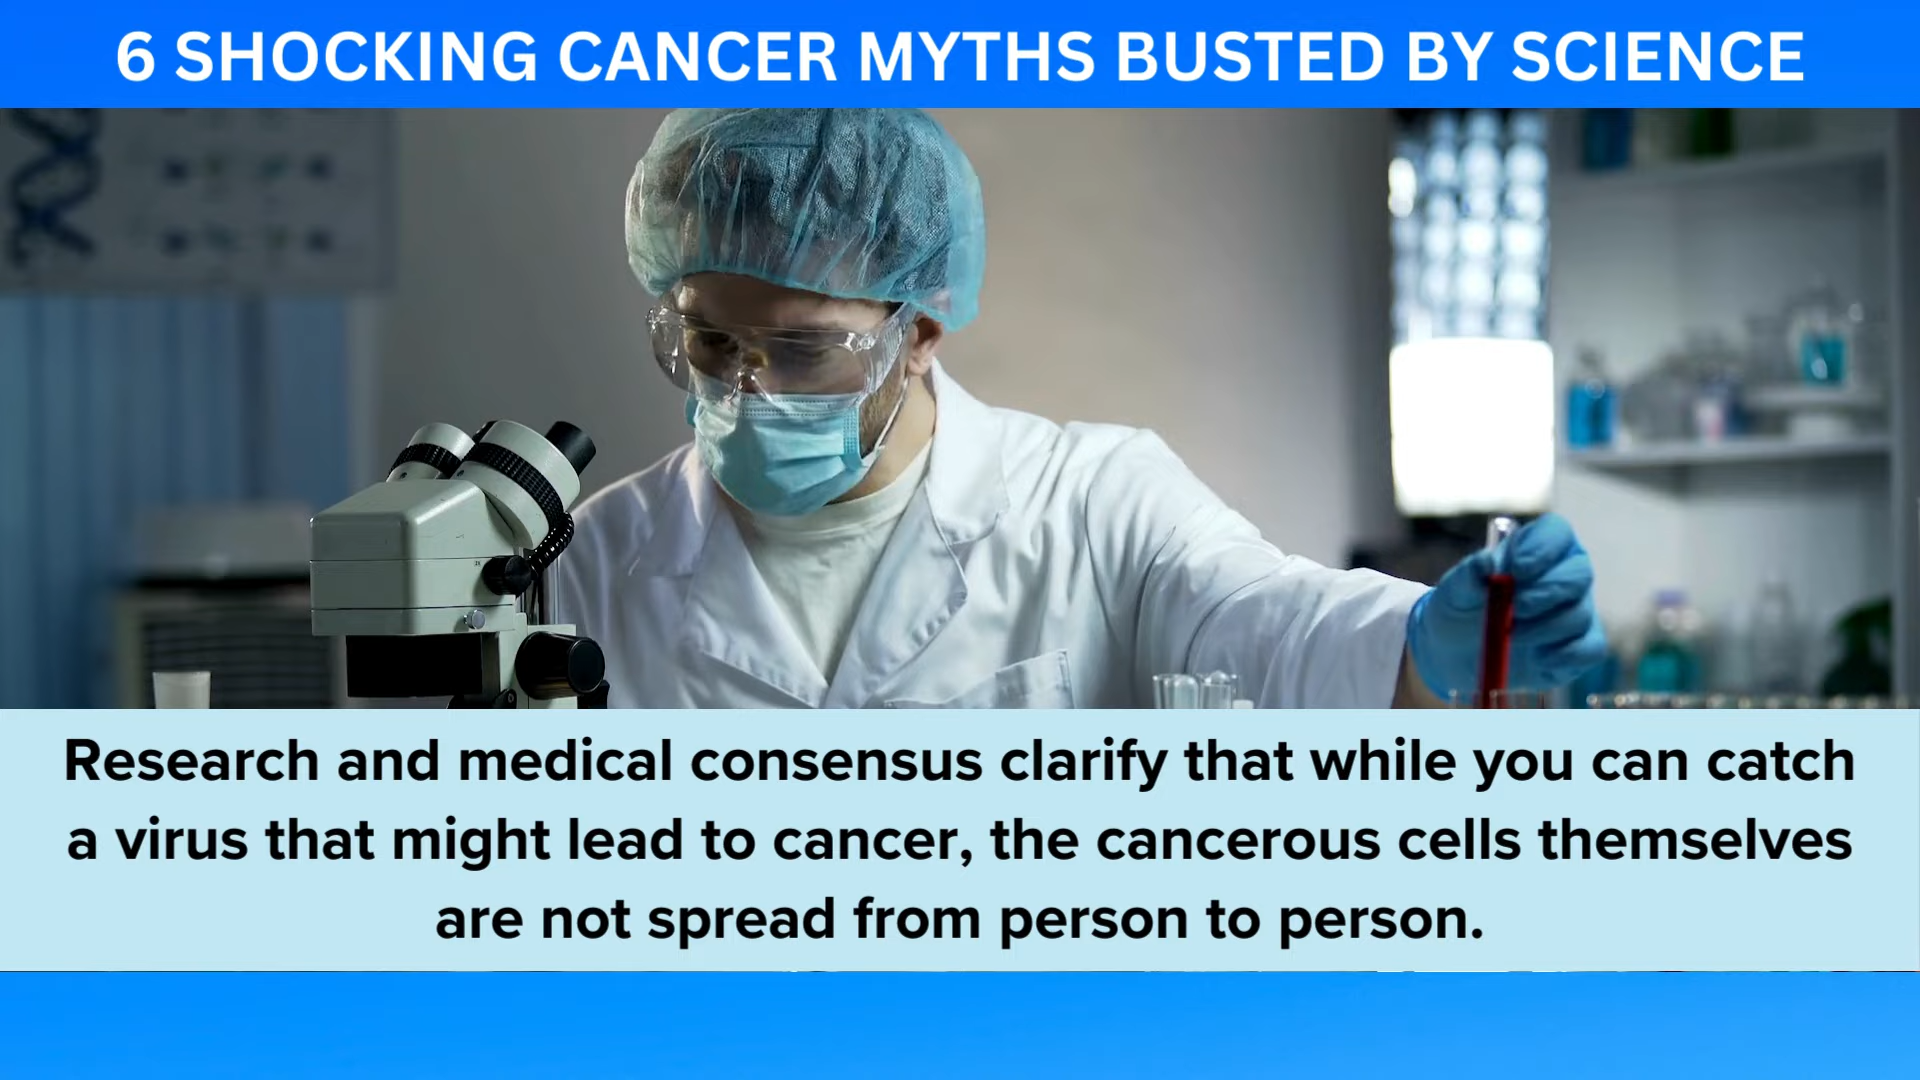 6 SHOCKING CANCER MYTHS BUSTED BY SCIENCE
Research and medical consensus clarify that while you can catch
a virus that might lead to cancer, the cancerous cells themselves
are not spread from person to person.